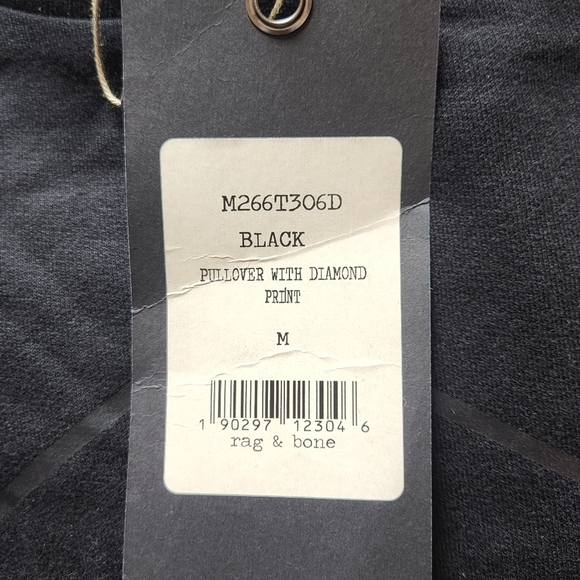 M266T306D
BLACK
PULLOVER WITH DIAMOND
PRINT
M
1 90297 12304 6
rag & bone